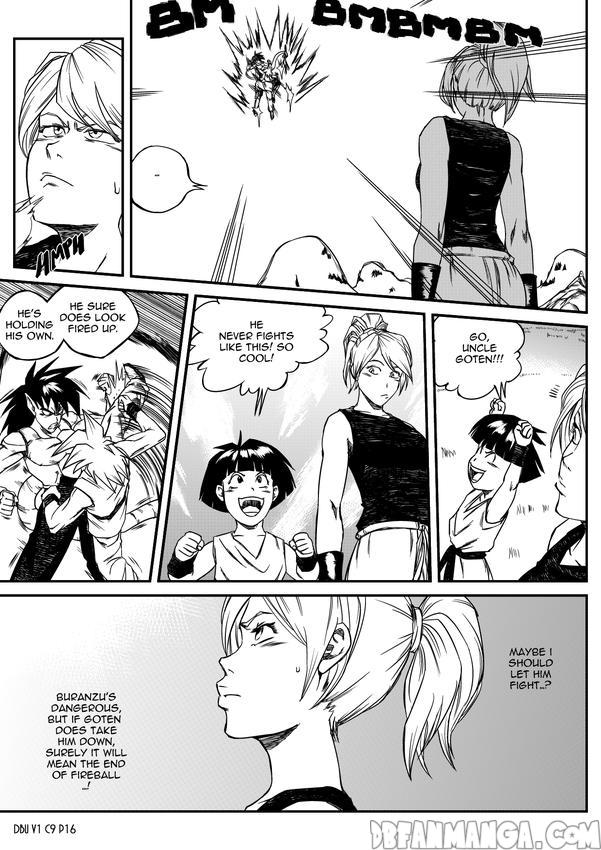 BM BMBMBM
..
HMPH
GO,
UNCLE
GOTEN!!!
HE
NEVER FIGHTS
LIKE THIS! SO
COOL!
HE SURE
DOES LOOK
FIRED UP.
HE'S
HOLDING
HIS OWN.
MAYBE I
SHOULD
LET HIM
FIGHT..?
BURANZU'S
DANGEROUS,
BUT IF GOTEN
DOES TAKE
HIM DOWN,
SURELY IT WILL
MEAN THE END
OF FIREBALL
..!
DBU V1 C9 P16
DBFANMANGA.COM